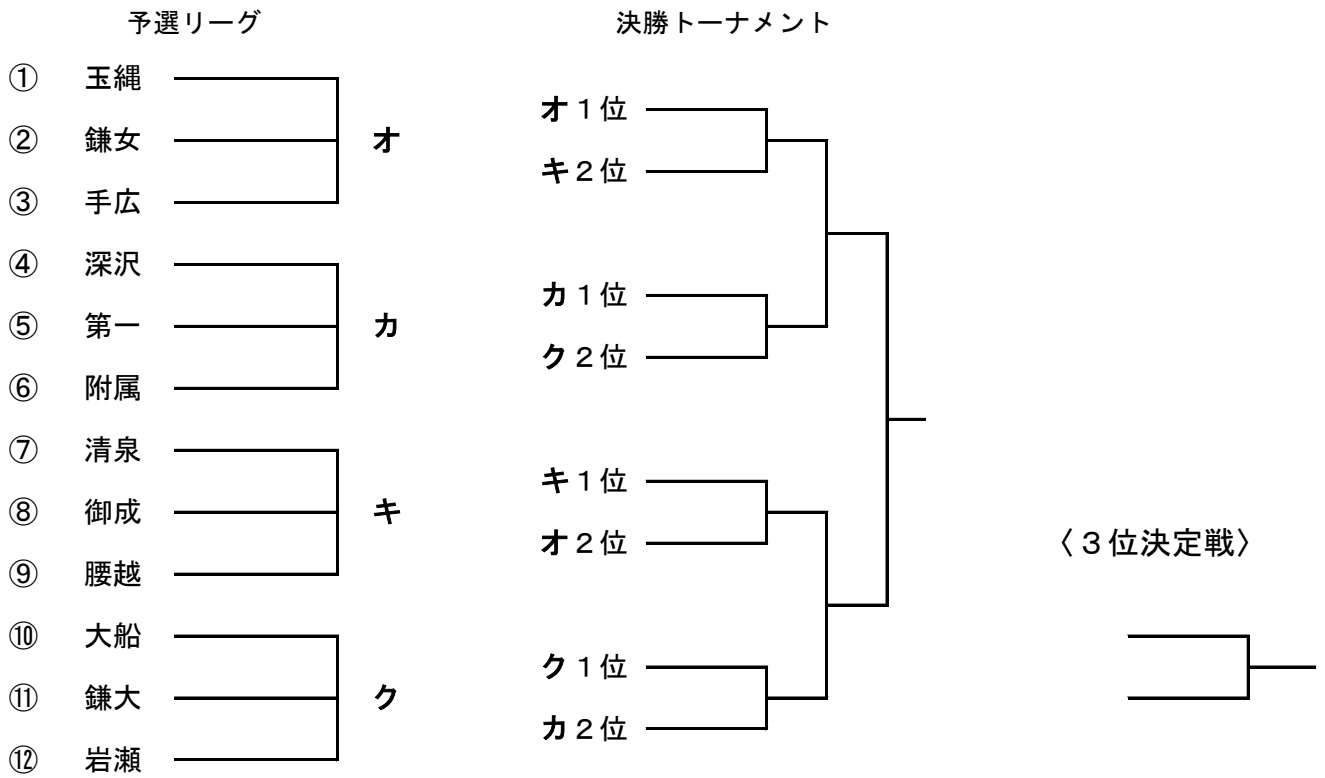 予選リーグ
① 玉縄
② 鎌女
③ 手広
オ
④ 深沢
⑤ 第一
⑥ 附属
カ
⑦ 清泉
⑧ 御成
⑨ 腰越
キ
⑩ 大船
⑪ 鎌大
⑫ 岩瀬
ク
決勝トーナメント
オ1位
キ2位
カ1位
ク2位
キ1位
オ2位
ク1位
カ2位
〈３位決定戦〉